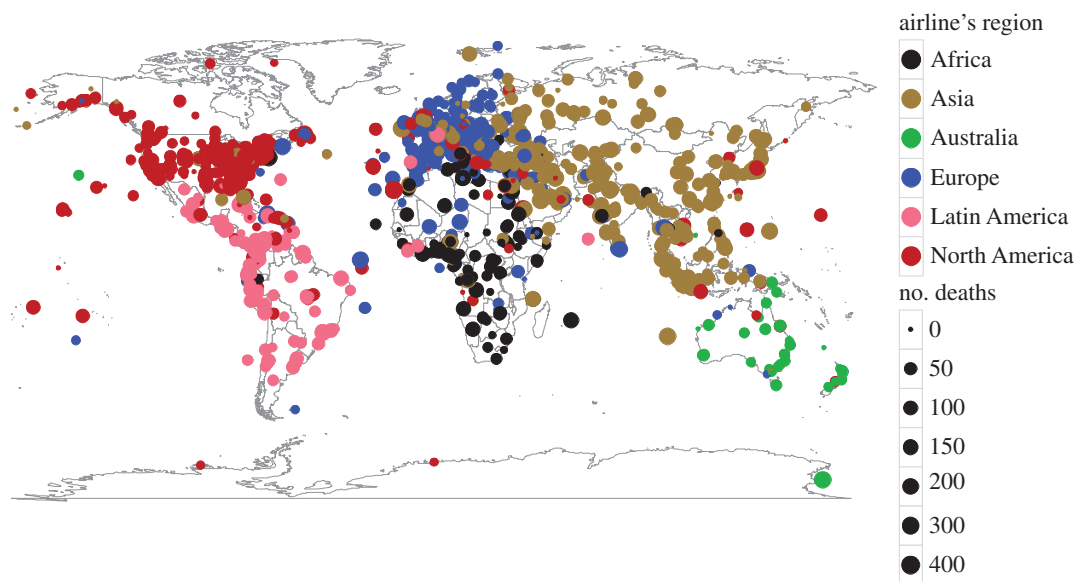 airline's region
Africa
Asia
Australia
Europe
Latin America
North America
no. deaths
0
50
100
150
200
300
400